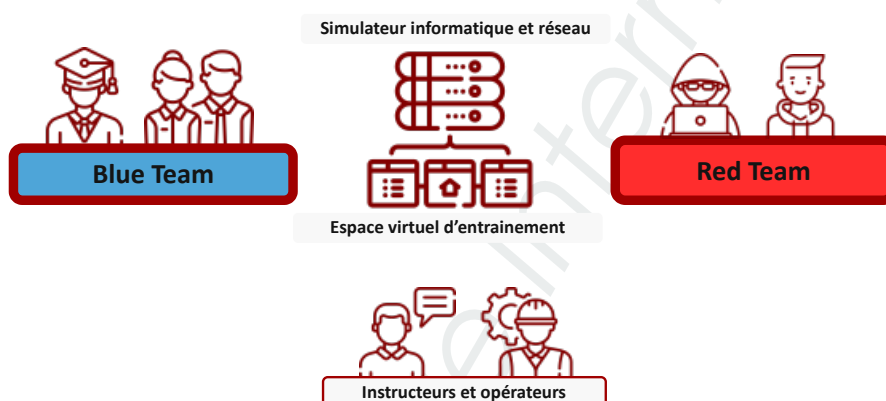 Simulateur informatique et réseau
Blue Team
Red Team
Espace virtuel d'entrainement
Instructeurs et opérateurs